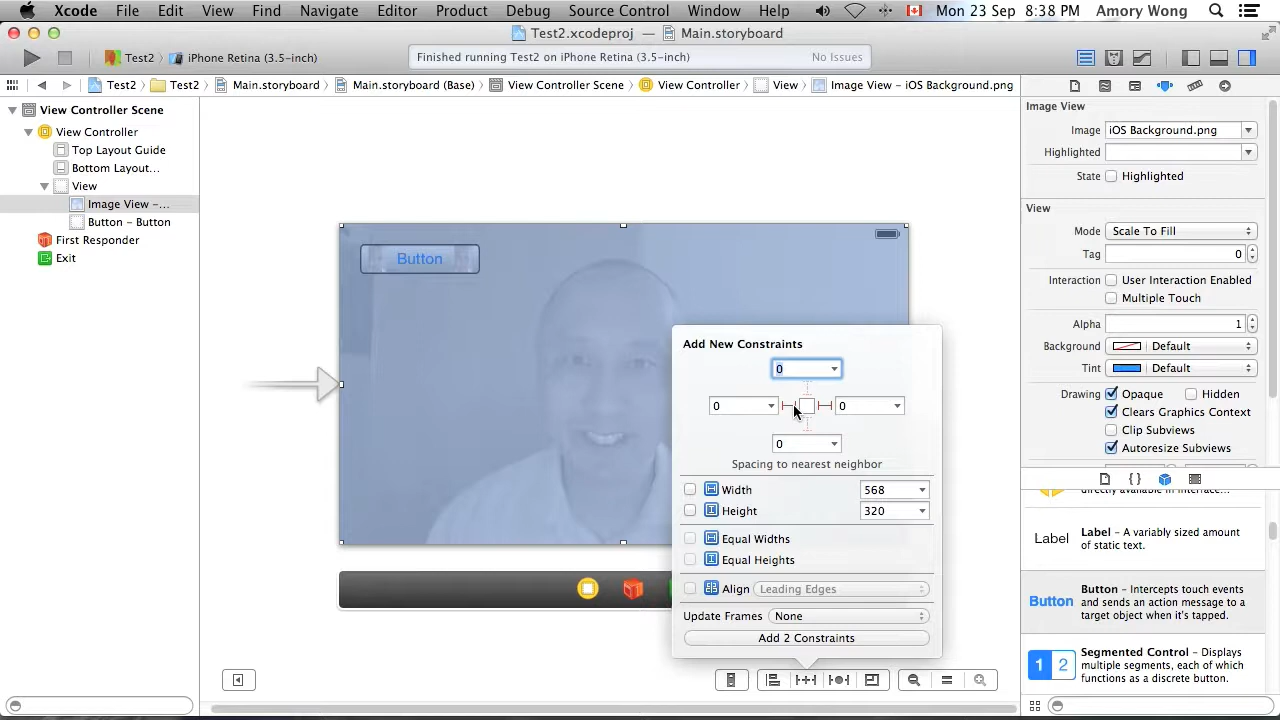 Xcode File Edit View Find Navigate Editor Product Debug Source Control Window Help Mon 23 Sep 8:38 PM Amory Wong
Test2.xcodeproj — Main.storyboard
Test2 iPhone Retina (3.5-inch) Finished running Test2 on iPhone Retina (3.5-inch) No Issues
Test2 Test2 Main.storyboard Main.storyboard (Base) View Controller Scene View Controller View Image View – iOS Background.png
View Controller Scene
View Controller
Top Layout Guide
Bottom Layout...
View
Image View –...
Button – Button
First Responder
Exit
Button
Add New Constraints
0
0 0
0
Spacing to nearest neighbor
Width 568
Height 320
Equal Widths
Equal Heights
Align Leading Edges
Update Frames None
Add 2 Constraints
Image View
Image iOS Background.png
Highlighted
State Highlighted
View
Mode Scale To Fill
Tag 0
Interaction User Interaction Enabled
Multiple Touch
Alpha 1
Background Default
Tint Default
Drawing Opaque Hidden
Clears Graphics Context
Clip Subviews
Autoresize Subviews
{ }
directly available in Interface...
Label Label – A variably sized amount
of static text.
Button Button – Intercepts touch events
and sends an action message to a
target object when it's tapped.
1 2 Segmented Control – Displays
multiple segments, each of which
functions as a discrete button.